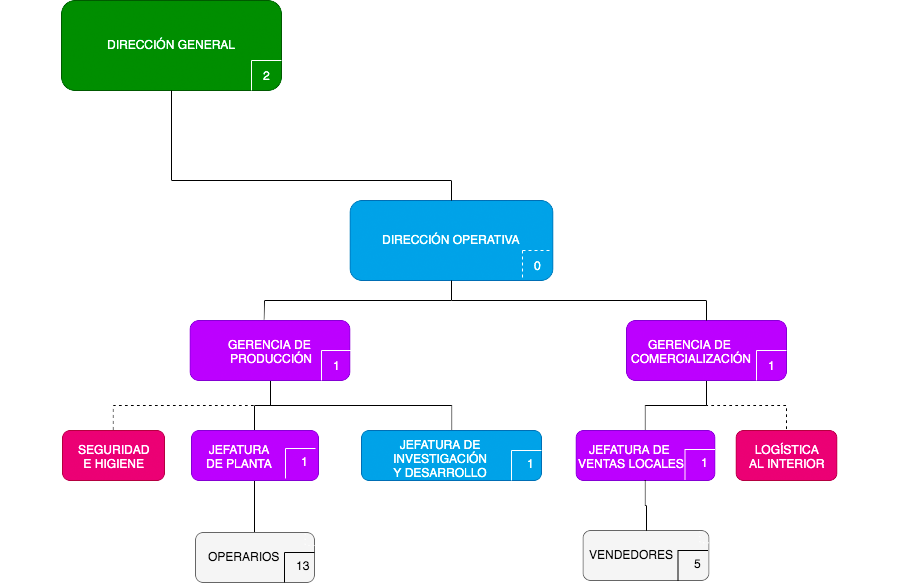 DIRECCIÓN GENERAL
2
DIRECCIÓN OPERATIVA
0
GERENCIA DE
PRODUCCIÓN
1
GERENCIA DE
COMERCIALIZACIÓN
1
SEGURIDAD
E HIGIENE
JEFATURA
DE PLANTA
1
JEFATURA DE
INVESTIGACIÓN
Y DESARROLLO
1
JEFATURA DE
VENTAS LOCALES
1
LOGÍSTICA
AL INTERIOR
OPERARIOS
13
VENDEDORES
5